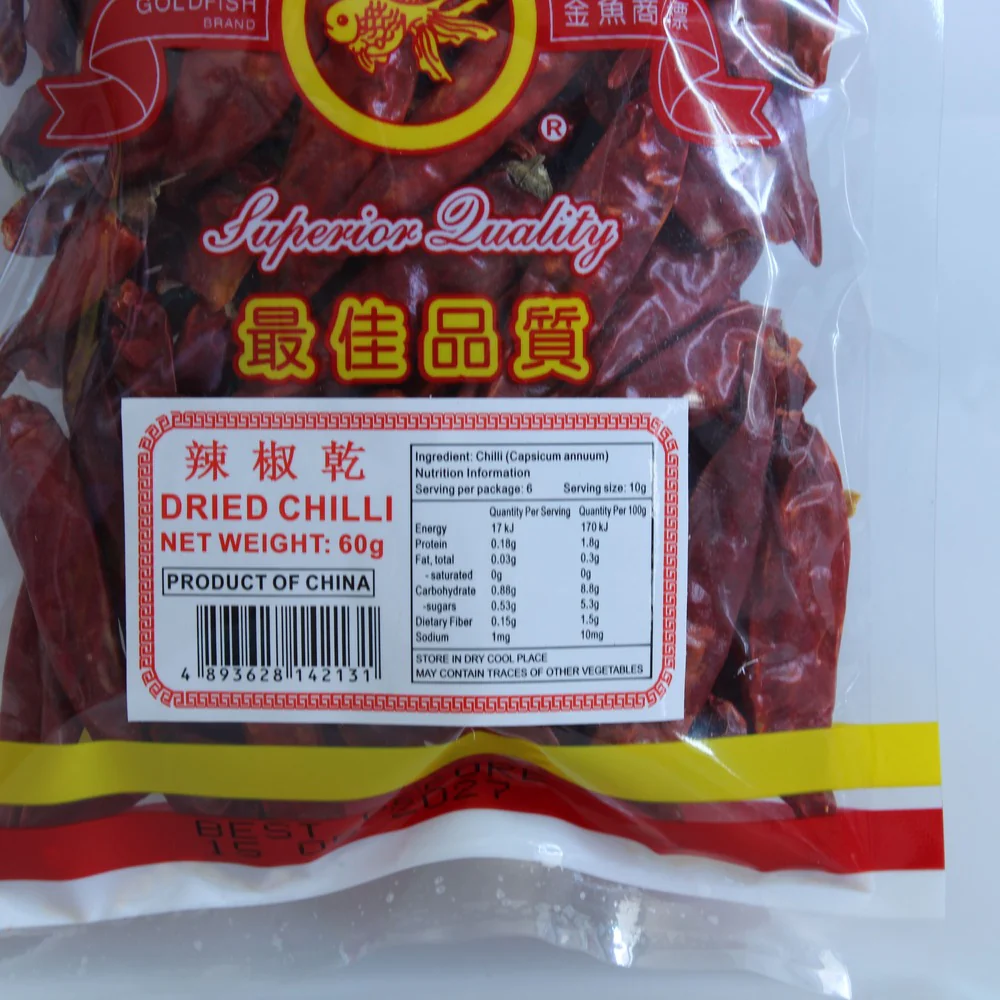 GOLDFISH
BRAND
金魚商標
®
Superior Quality
最佳品質
辣椒乾
DRIED CHILLI
NET WEIGHT: 60g
PRODUCT OF CHINA
4 893628 142131
Ingredient: Chilli (Capsicum annuum)
Nutrition Information
Serving per package: 6 Serving size: 10g
Quantity Per Serving Quantity Per 100g
Energy 17 kJ 170 kJ
Protein 0.18g 1.8g
Fat, total 0.03g 0.3g
- saturated 0g 0g
Carbohydrate 0.88g 8.8g
-sugars 0.53g 5.3g
Dietary Fiber 0.15g 1.5g
Sodium 1mg 10mg
STORE IN DRY COOL PLACE
MAY CONTAIN TRACES OF OTHER VEGETABLES
BEST
15 2027